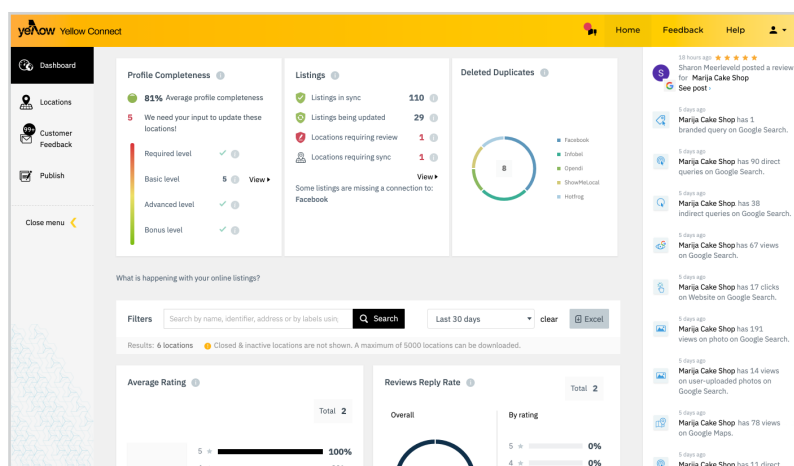 yellow Yellow Connect
Home
Feedback
Help
Dashboard
Locations
99+
Customer
Feedback
Publish
Close menu
Profile Completeness
81% Average profile completeness
5 We need your input to update these
locations!
Required level
Basic level 5 View
Advanced level
Bonus level
Listings
Listings in sync 110
Listings being updated 29
Locations requiring review 1
Locations requiring sync 1
View
Some listings are missing a connection to:
Facebook
Deleted Duplicates
8
Facebook
Infobel
Opendi
ShowMeLocal
Hotfrog
What is happening with your online listings?
Filters
Search by name, identifier, address or by labels usin
Search
Last 30 days
clear
Excel
Results: 6 locations
Closed & inactive locations are not shown. A maximum of 5000 locations can be downloaded.
Average Rating
Total 2
5 100%
Reviews Reply Rate
Total 2
Overall
By rating
5 0%
4 0%
S
G
18 hours ago
Sharon Meerleveld posted a review
for Marija Cake Shop
See post
5 days ago
Marija Cake Shop has 1
branded query on Google Search.
5 days ago
Marija Cake Shop has 90 direct
queries on Google Search.
5 days ago
Marija Cake Shop has 38
indirect queries on Google Search.
5 days ago
Marija Cake Shop has 67 views
on Google Search.
5 days ago
Marija Cake Shop has 17 clicks
on Website on Google Search.
5 days ago
Marija Cake Shop has 191
views on photo on Google Search.
5 days ago
Marija Cake Shop has 14 views
on user-uploaded photos on
Google Search.
5 days ago
Marija Cake Shop has 78 views
on Google Maps.
5 days ago
Marija Cake Shop has 11 direct